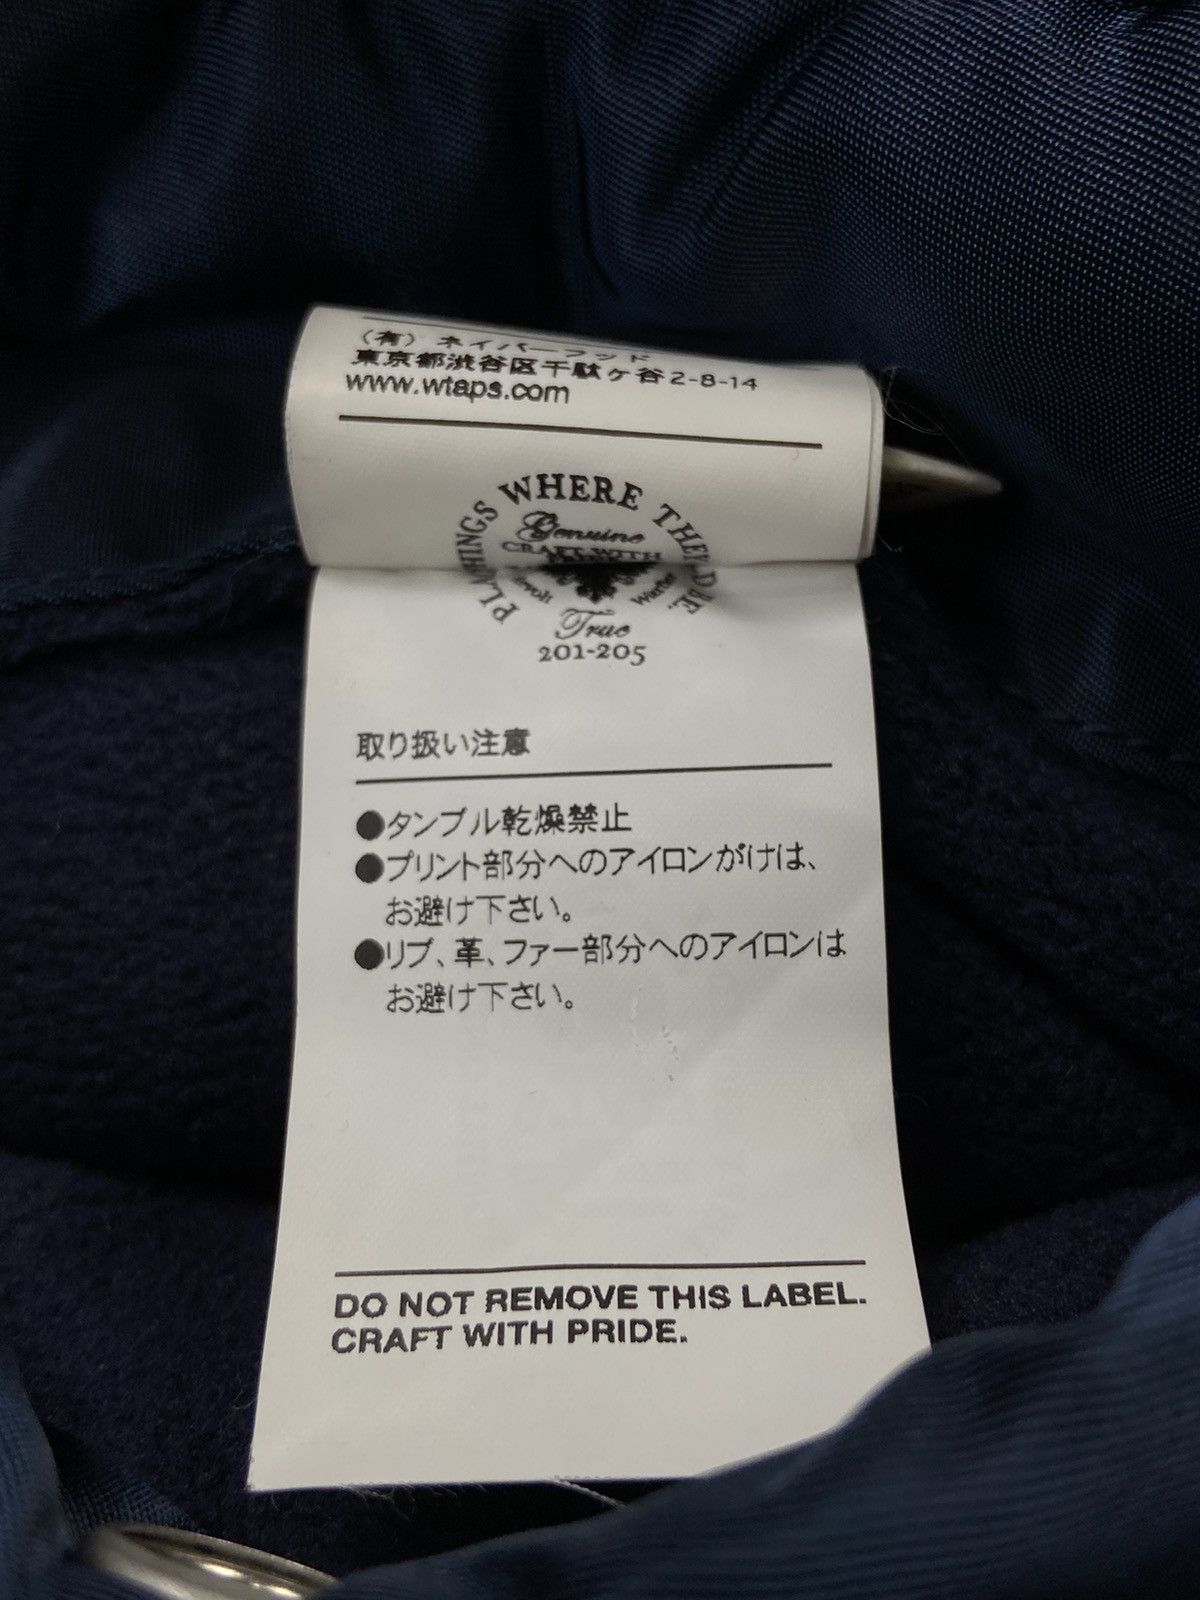 (有) ネイバーフッド
東京都渋谷区千駄ヶ谷2-8-14
www.wtaps.com
PLATHINGS WHERE THEY DIE
Genuine
CRAFT WITH
Revolt
True
201-205
取り扱い注意
●タンブル乾燥禁止
●プリント部分へのアイロンがけは、
お避け下さい。
●リブ、革、ファー部分へのアイロンは
お避け下さい。
DO NOT REMOVE THIS LABEL.
CRAFT WITH PRIDE.